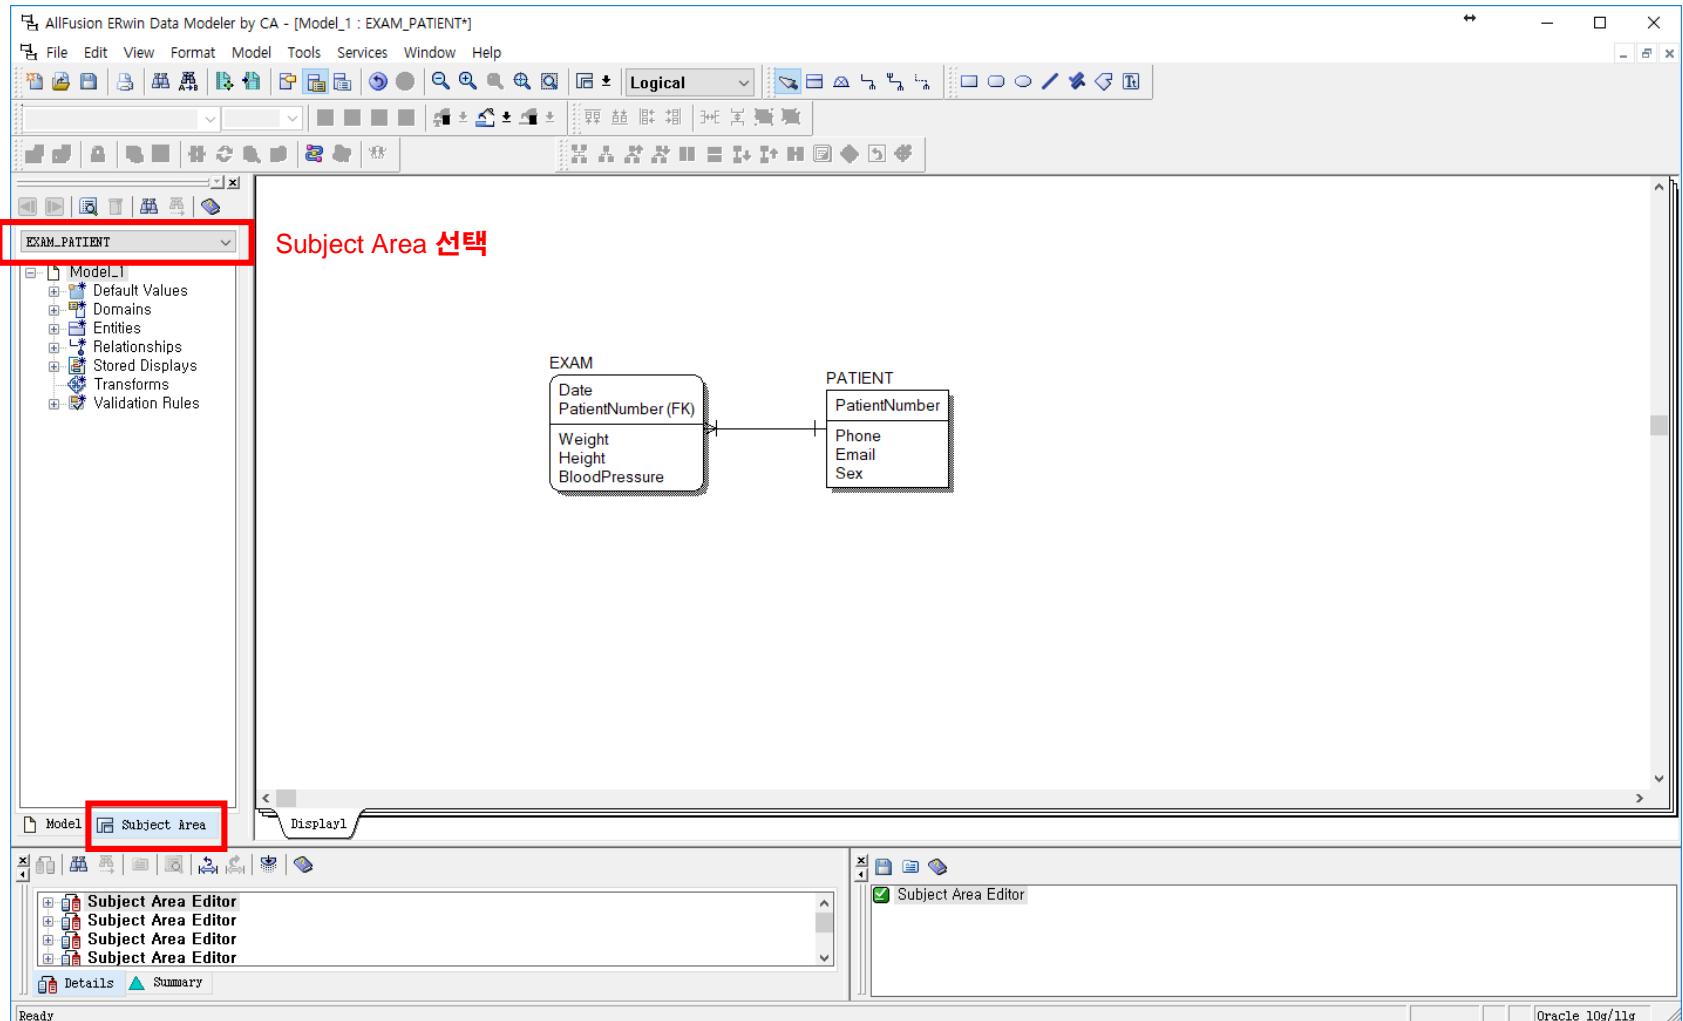 AllFusion ERwin Data Modeler by CA - [Model_1 : EXAM_PATIENT*]
File Edit View Format Model Tools Services Window Help
Logical
EXAM_PATIENT
Subject Area 선택
Model_1
Default Values
Domains
Entities
Relationships
Stored Displays
Transforms
Validation Rules
EXAM
Date
PatientNumber (FK)
Weight
Height
BloodPressure
PATIENT
PatientNumber
Phone
Email
Sex
Model
Subject Area
Display1
Subject Area Editor
Subject Area Editor
Subject Area Editor
Subject Area Editor
Details
Summary
Subject Area Editor
Ready
Oracle 10g/11g